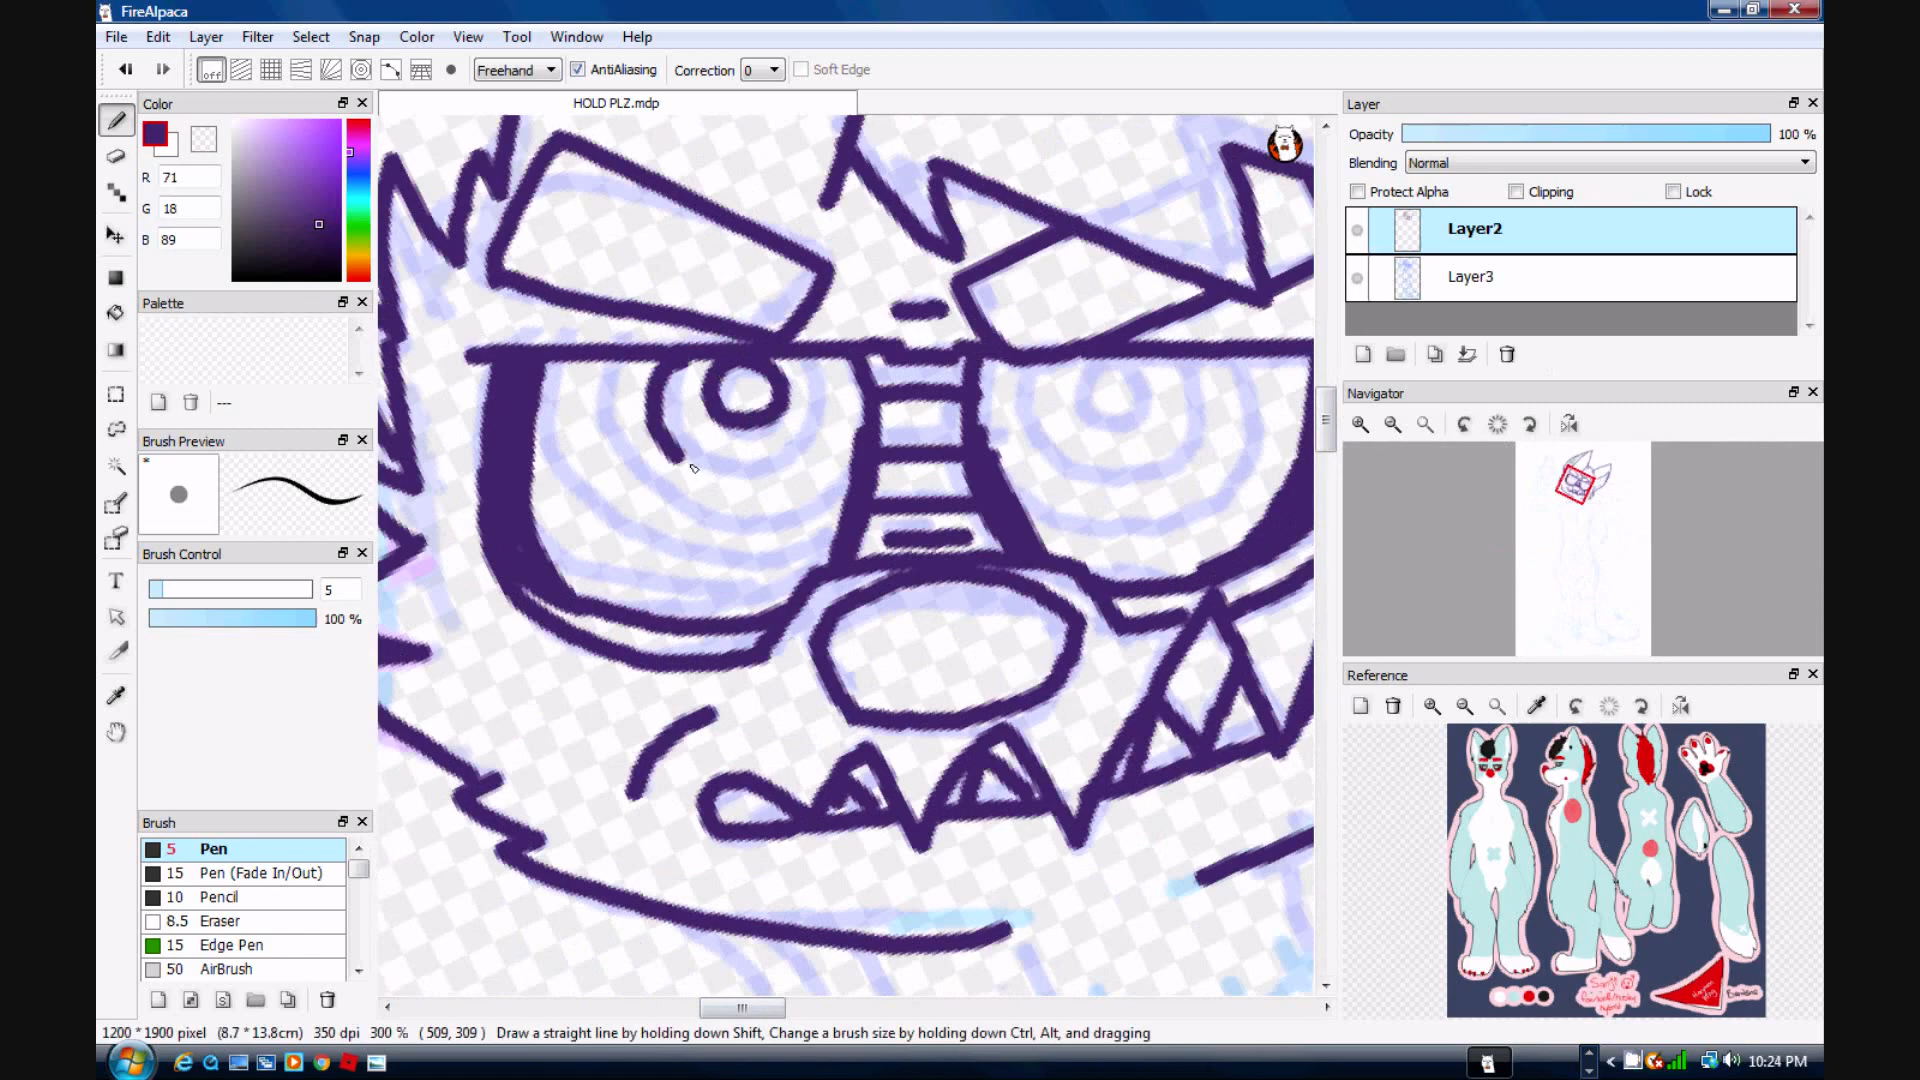 FireAlpaca
File Edit Layer Filter Select Snap Color View Tool Window Help
off Freehand AntiAliasing Correction 0 Soft Edge
Color
HOLD PLZ.mdp
R 71
G 18
B 89
Palette
---
Brush Preview
*
Brush Control
5
100 %
Brush
5 Pen
15 Pen (Fade In/Out)
10 Pencil
8.5 Eraser
15 Edge Pen
50 AirBrush
Layer
Opacity 100 %
Blending Normal
Protect Alpha Clipping Lock
Layer2
Layer3
Navigator
Reference
1200 * 1900 pixel (8.7 * 13.8cm) 350 dpi 300 % ( 509, 309 ) Draw a straight line by holding down Shift, Change a brush size by holding down Ctrl, Alt, and dragging
10:24 PM